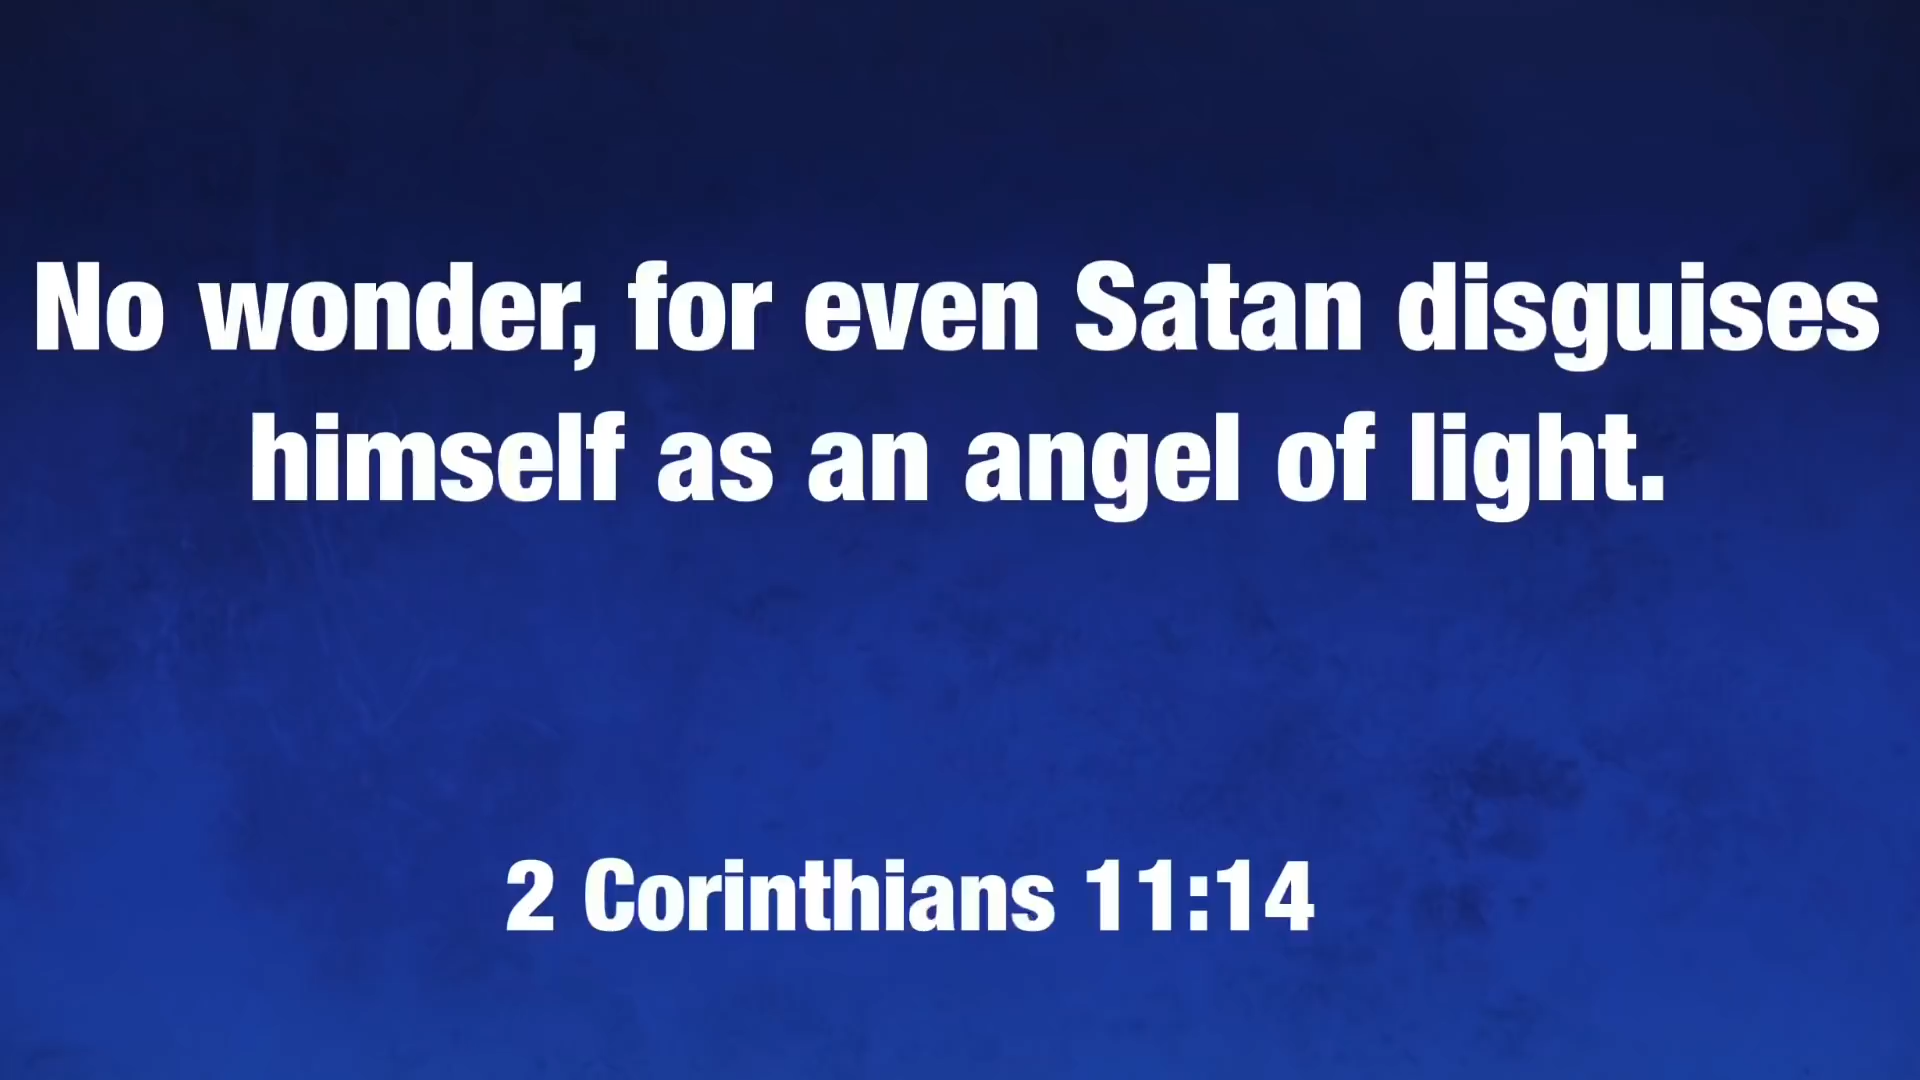 No wonder, for even Satan disguises
himself as an angel of light.
2 Corinthians 11:14